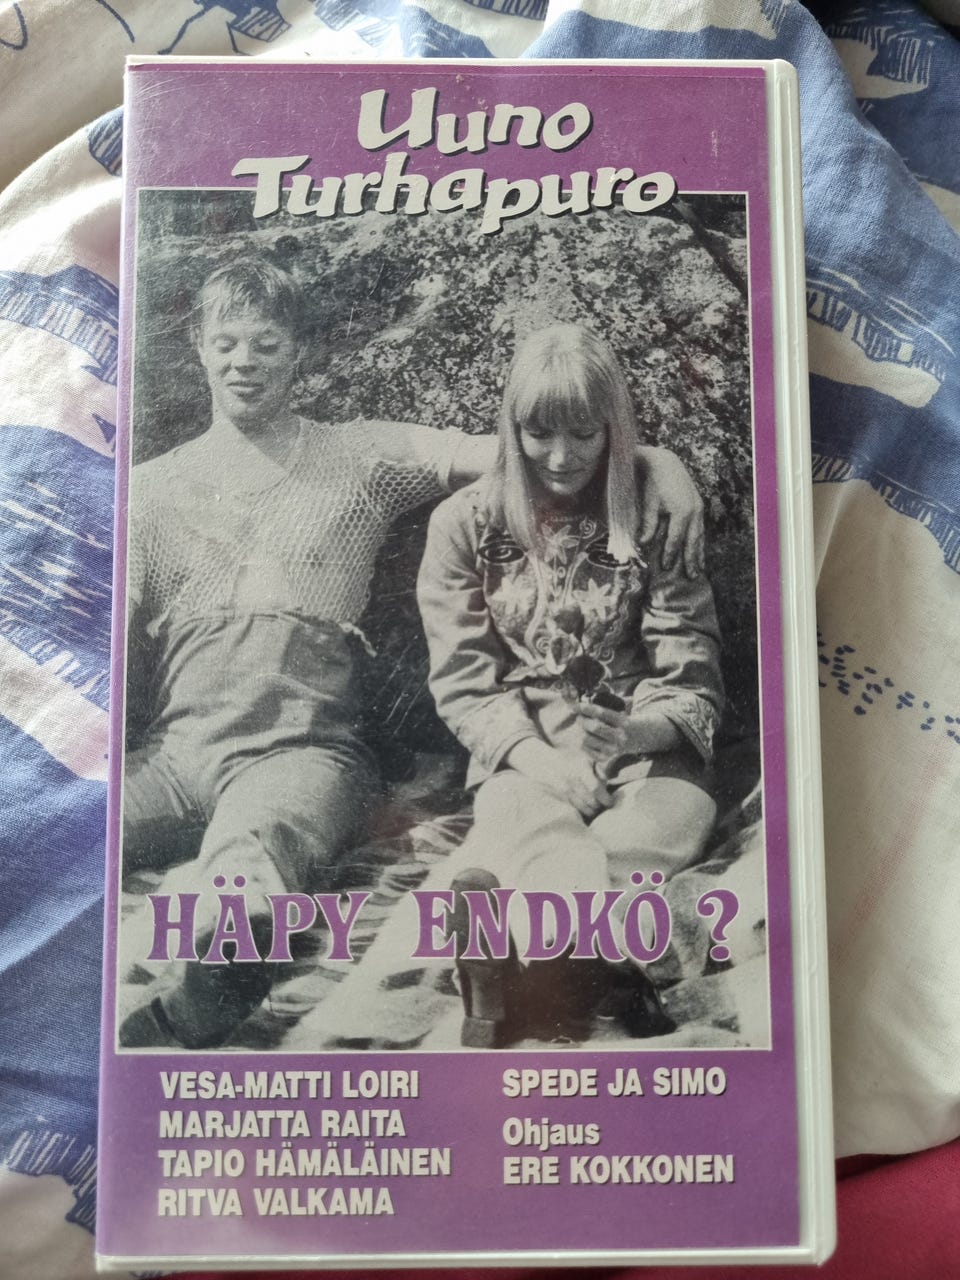 Uuno
Turhapuro
HÄPY ENDKÖ ?
VESA-MATTI LOIRI
MARJATTA RAITA
TAPIO HÄMÄLÄINEN
RITVA VALKAMA
SPEDE JA SIMO
Ohjaus
ERE KOKKONEN